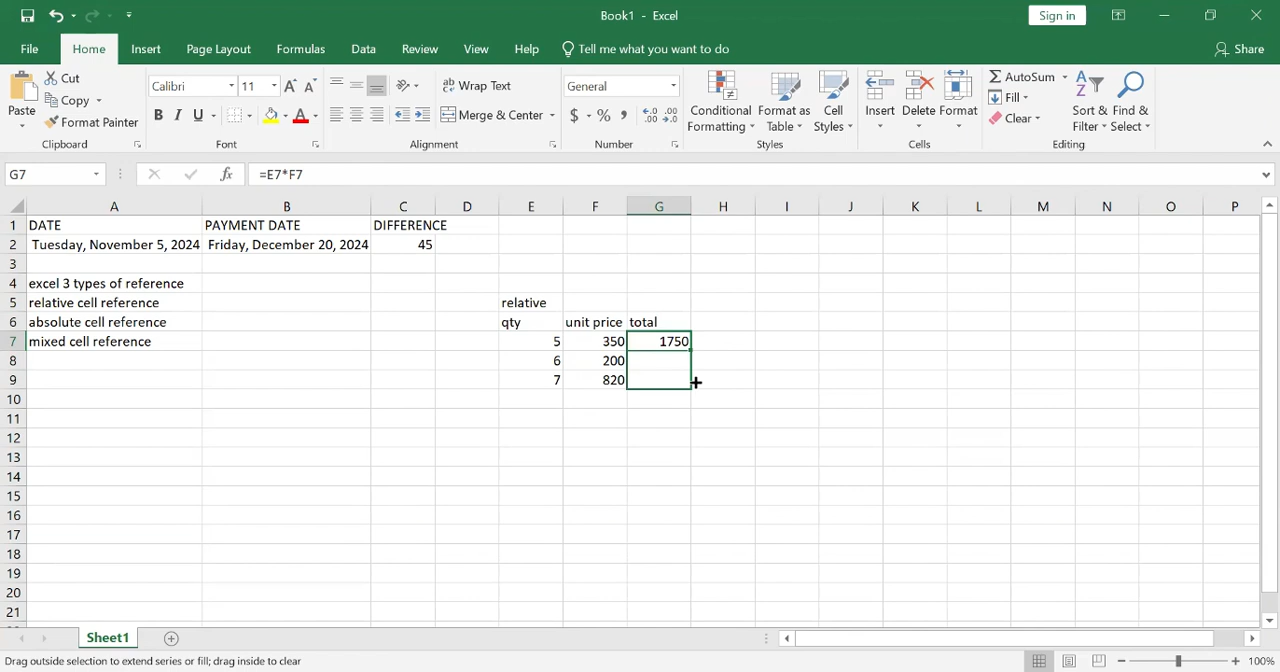 Book1 - Excel
Sign in
File Home Insert Page Layout Formulas Data Review View Help Tell me what you want to do Share
Paste Cut Copy Format Painter
Clipboard
Calibri 11 A A
B I U A
Font
ab Wrap Text
Merge & Center
Alignment
General
$ % , .0 .00 .00 .0
Number
Conditional Formatting
Format as Table
Cell Styles
Styles
Insert Delete Format
Cells
AutoSum
Fill
Clear
Sort & Filter
Find & Select
Editing
G7 fx =E7*F7
A B C D E F G H I J K L M N O P
1 DATE PAYMENT DATE DIFFERENCE
2 Tuesday, November 5, 2024 Friday, December 20, 2024 45
3
4 excel 3 types of reference
5 relative cell reference relative
6 absolute cell reference qty unit price total
7 mixed cell reference 5 350 1750
8 6 200
9 7 820
10
11
12
13
14
15
16
17
18
19
20
21
Sheet1
Drag outside selection to extend series or fill; drag inside to clear 100%